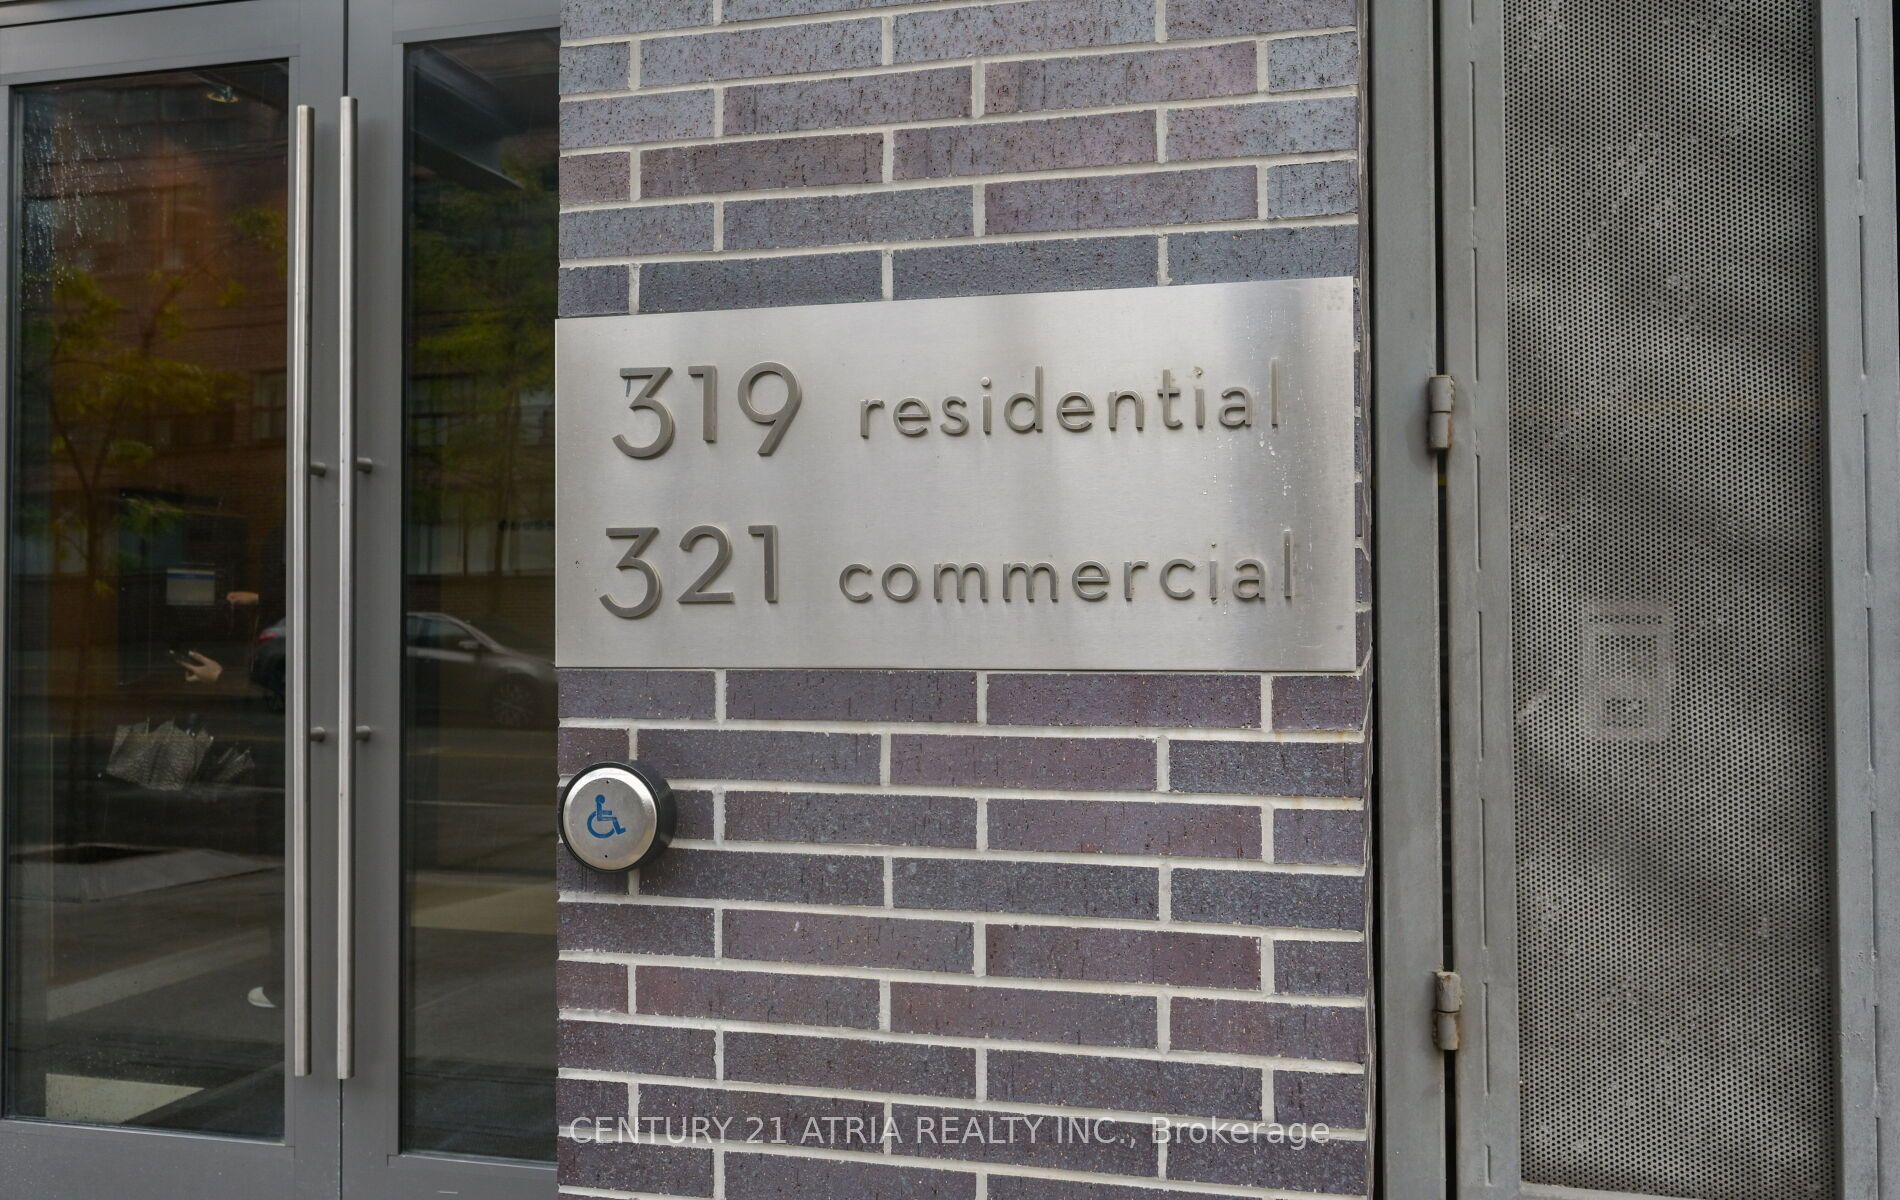 319 residential
321 commercial
CENTURY 21 ATRIA REALTY INC., Brokerage